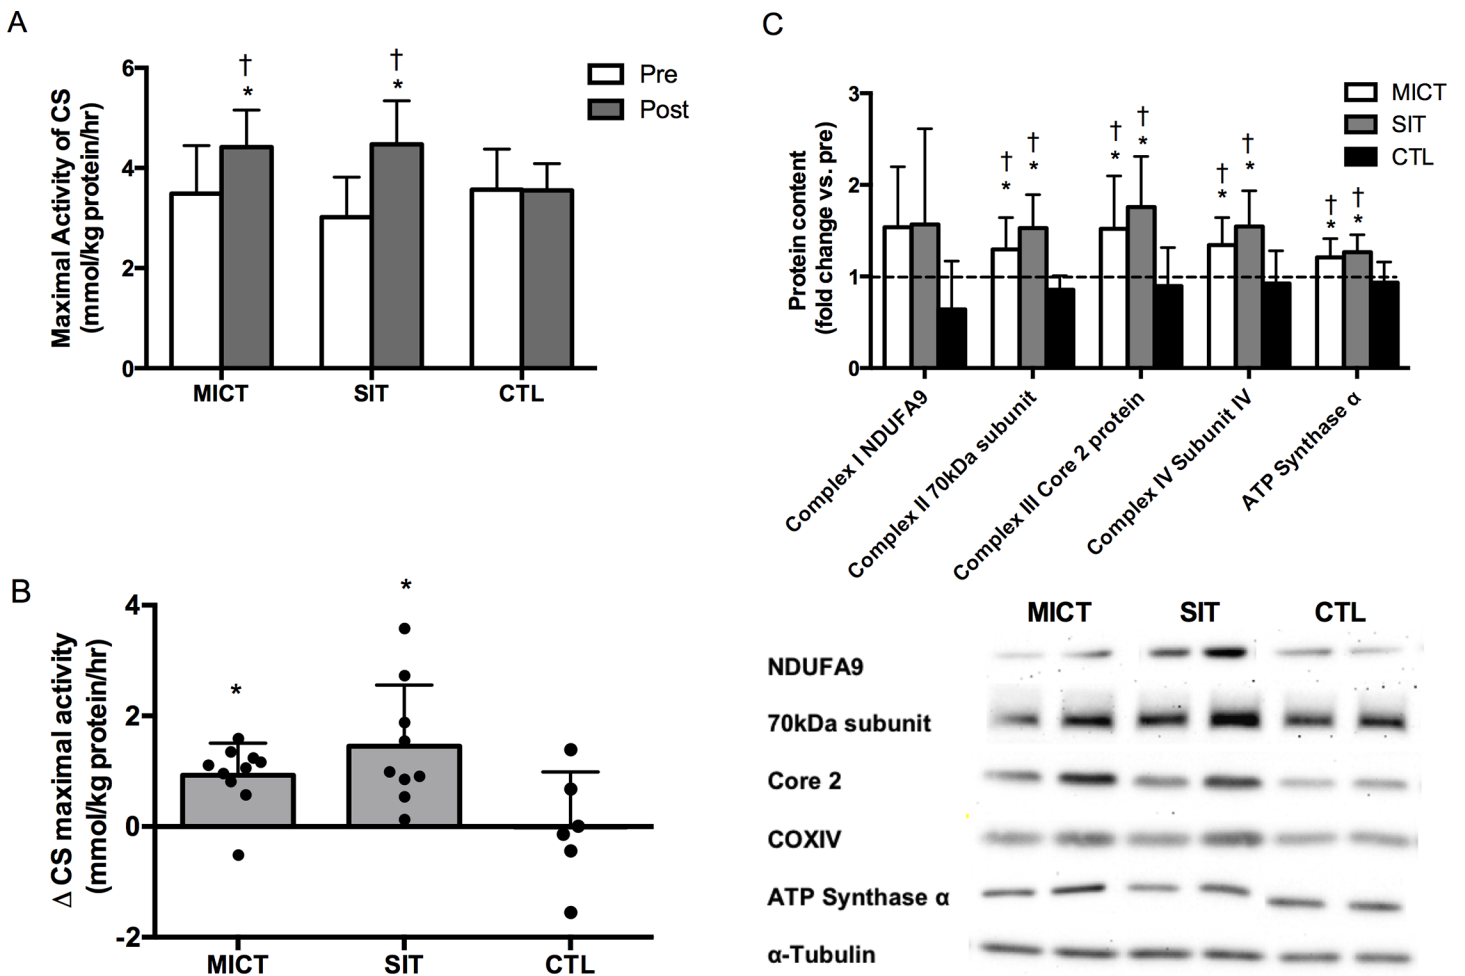 A
Maximal Activity of CS
(mmol/kg protein/hr)
6
4
2
0
†
*
†
*
Pre
Post
MICT
SIT
CTL
B
Δ CS maximal activity
(mmol/kg protein/hr)
4
2
0
-2
*
*
MICT
SIT
CTL
C
Protein content
(fold change vs. pre)
3
2
1
0
†
*
†
*
†
*
†
*
†
*
†
*
†
*
†
*
MICT
SIT
CTL
Complex I NDUFA9
Complex II 70kDa subunit
Complex III Core 2 protein
Complex IV Subunit IV
ATP Synthase α
MICT SIT CTL
NDUFA9
70kDa subunit
Core 2
COXIV
ATP Synthase α
α-Tubulin